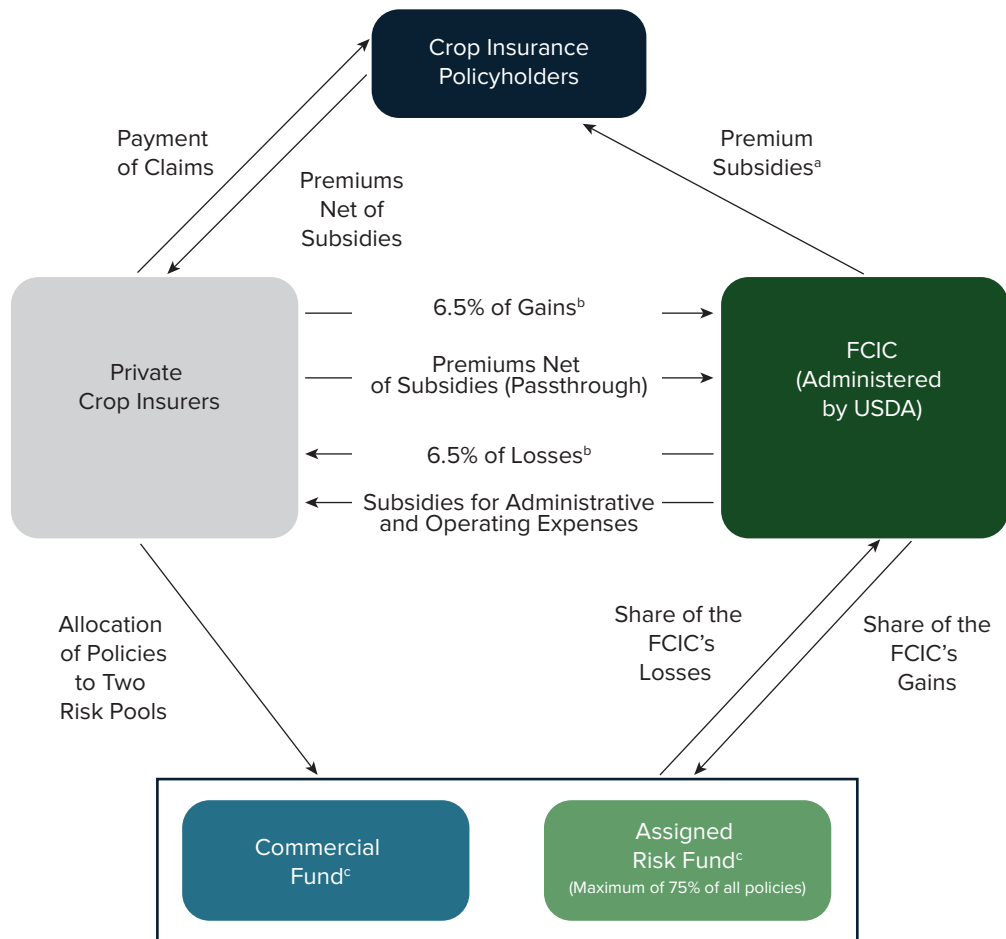 Crop Insurance
Policyholders
Payment
of Claims
Premiums
Net of
Subsidies
Premium
Subsidiesᵃ
Private
Crop Insurers
6.5% of Gainsᵇ
Premiums Net
of Subsidies (Passthrough)
6.5% of Lossesᵇ
Subsidies for Administrative
and Operating Expenses
FCIC
(Administered
by USDA)
Allocation
of Policies
to Two
Risk Pools
Share of the
FCIC’s
Losses
Share of the
FCIC’s
Gains
Commercial
Fundᶜ
Assigned
Risk Fundᶜ
(Maximum of 75% of all policies)